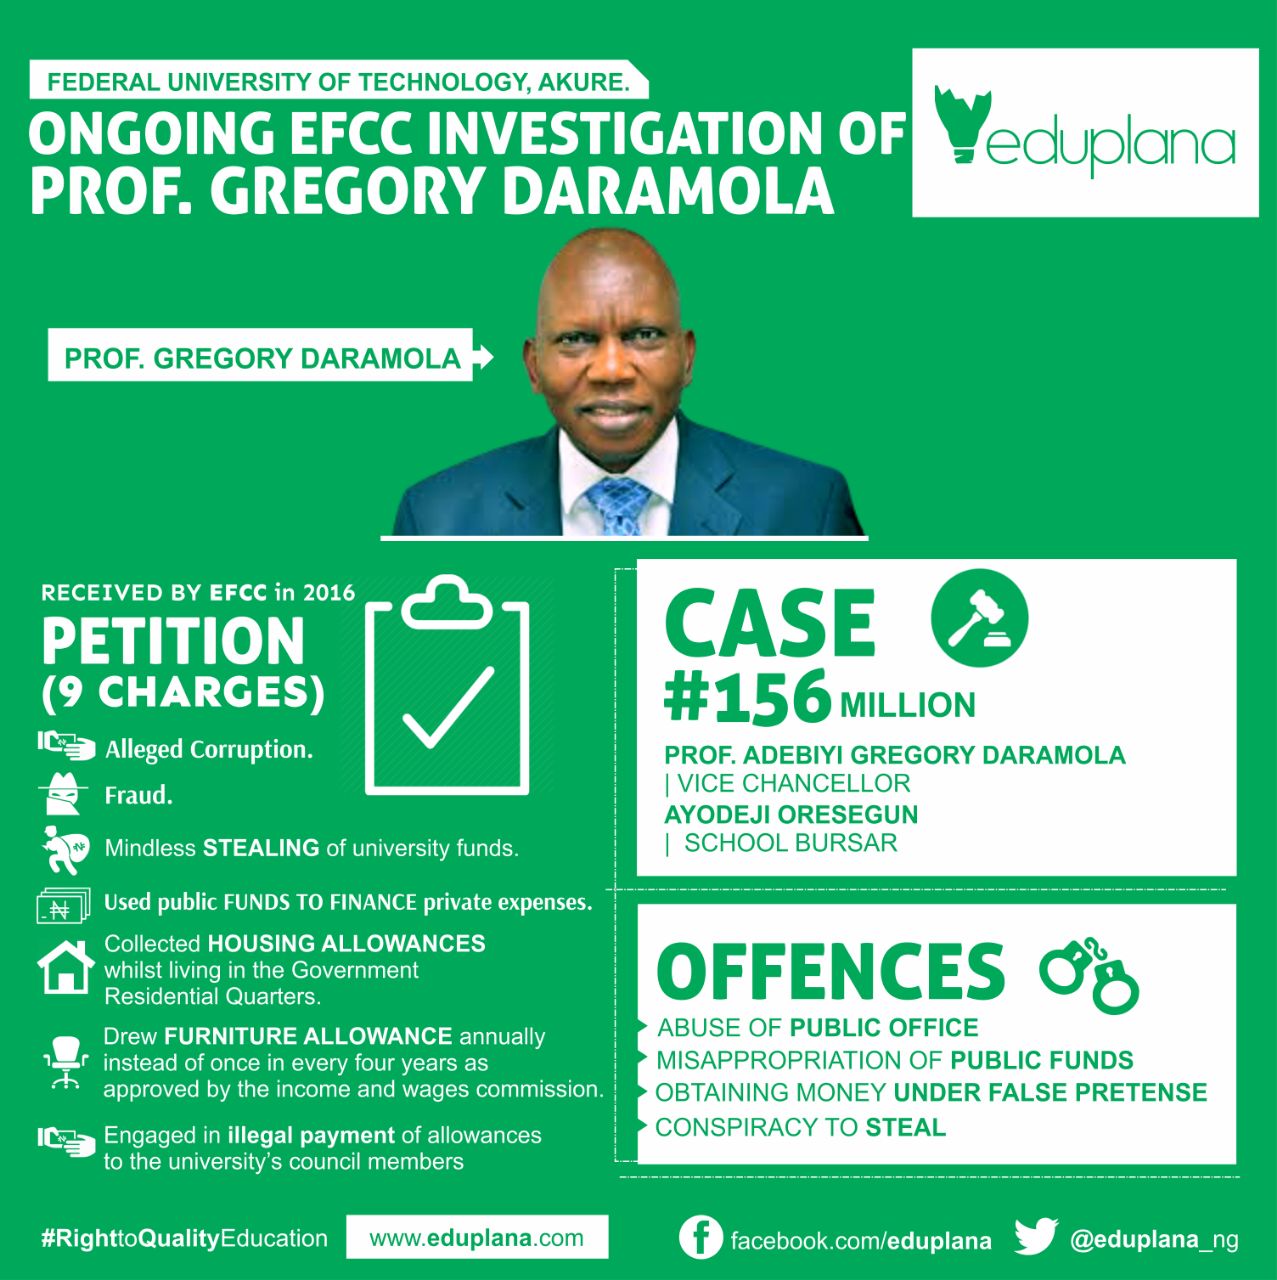 FEDERAL UNIVERSITY OF TECHNOLOGY, AKURE.
ONGOING EFCC INVESTIGATION OF
PROF. GREGORY DARAMOLA
eduplana
PROF. GREGORY DARAMOLA
RECEIVED BY EFCC in 2016
PETITION
(9 CHARGES)
Alleged Corruption.
Fraud.
Mindless STEALING of university funds.
Used public FUNDS TO FINANCE private expenses.
Collected HOUSING ALLOWANCES
whilst living in the Government
Residential Quarters.
Drew FURNITURE ALLOWANCE annually
instead of once in every four years as
approved by the income and wages commission.
Engaged in illegal payment of allowances
to the university's council members
CASE
#156 MILLION
PROF. ADEBIYI GREGORY DARAMOLA
| VICE CHANCELLOR
AYODEJI ORESEGUN
| SCHOOL BURSAR
OFFENCES
ABUSE OF PUBLIC OFFICE
MISAPPROPRIATION OF PUBLIC FUNDS
OBTAINING MONEY UNDER FALSE PRETENSE
CONSPIRACY TO STEAL
#RighttoQualityEducation
www.eduplana.com
facebook.com/eduplana
@eduplana_ng